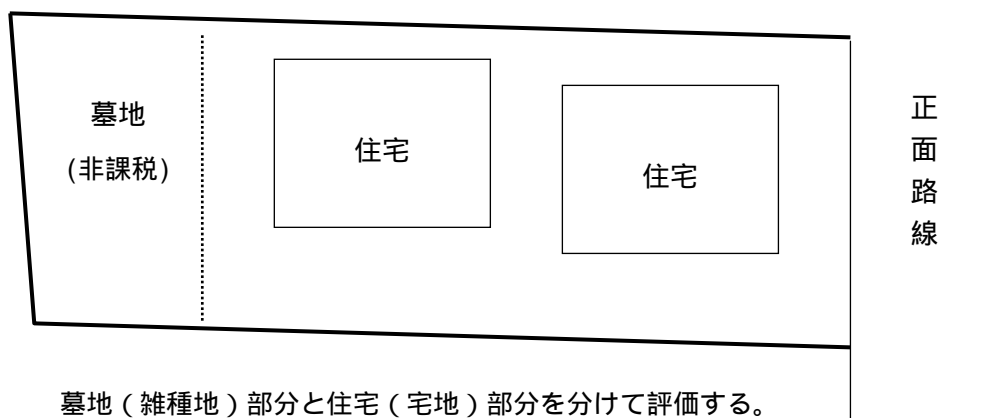 墓地
(非課税)
住宅
住宅
正面路線
墓地（雑種地）部分と住宅（宅地）部分を分けて評価する。